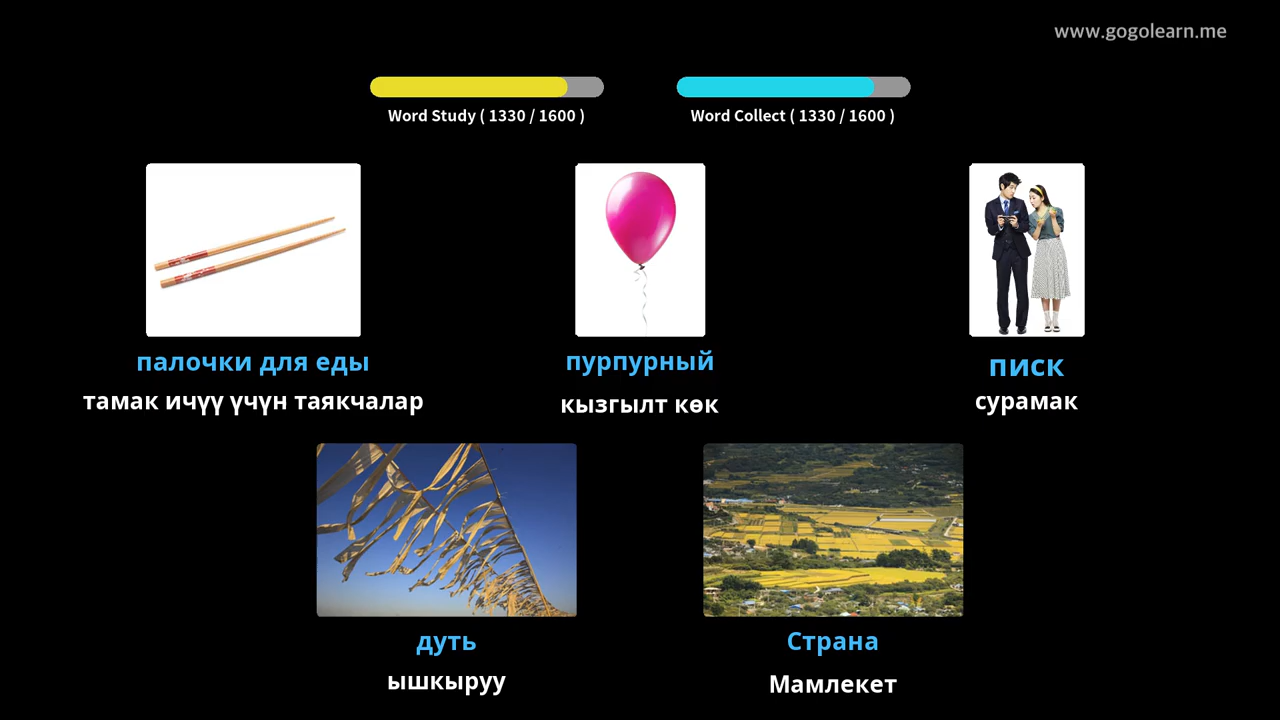 www.gogolearn.me
Word Study ( 1330 / 1600 )
Word Collect ( 1330 / 1600 )
палочки для еды
тамак ичүү үчүн таякчалар
пурпурный
кызгылт көк
писк
сурамак
дуть
ышкыруу
Страна
Мамлекет